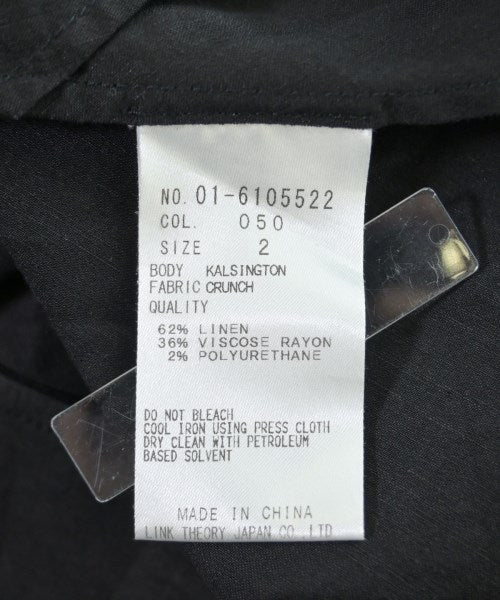 NO. 01-6105522
COL. 050
SIZE 2
BODY KALSINGTON
FABRIC CRUNCH
QUALITY
62% LINEN
36% VISCOSE RAYON
2% POLYURETHANE
DO NOT BLEACH
COOL IRON USING PRESS CLOTH
DRY CLEAN WITH PETROLEUM
BASED SOLVENT
MADE IN CHINA
LINK THEORY JAPAN CO.,LTD